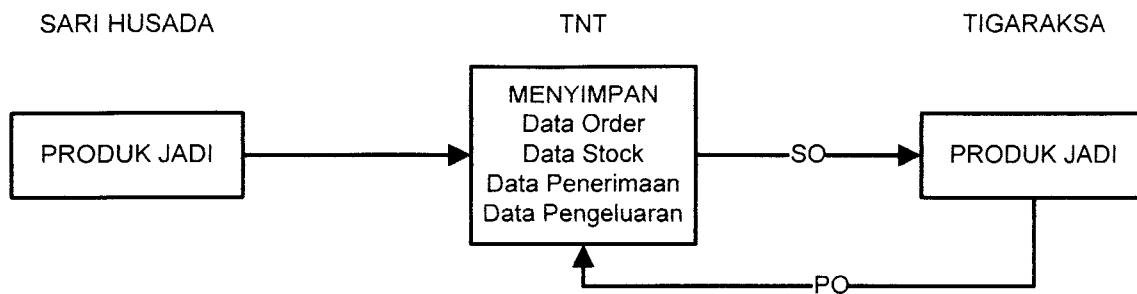 SARI HUSADA
TNT
TIGARAKSA
PRODUK JADI
MENYIMPAN
Data Order
Data Stock
Data Penerimaan
Data Pengeluaran
SO
PRODUK JADI
PO